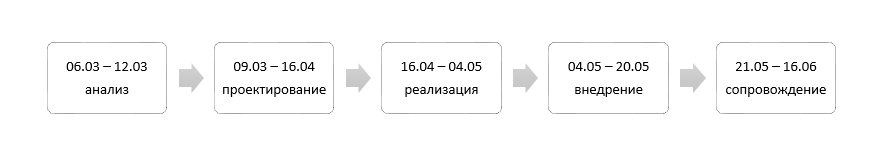 06.03 – 12.03
анализ
09.03 – 16.04
проектирование
16.04 – 04.05
реализация
04.05 – 20.05
внедрение
21.05 – 16.06
сопровождение